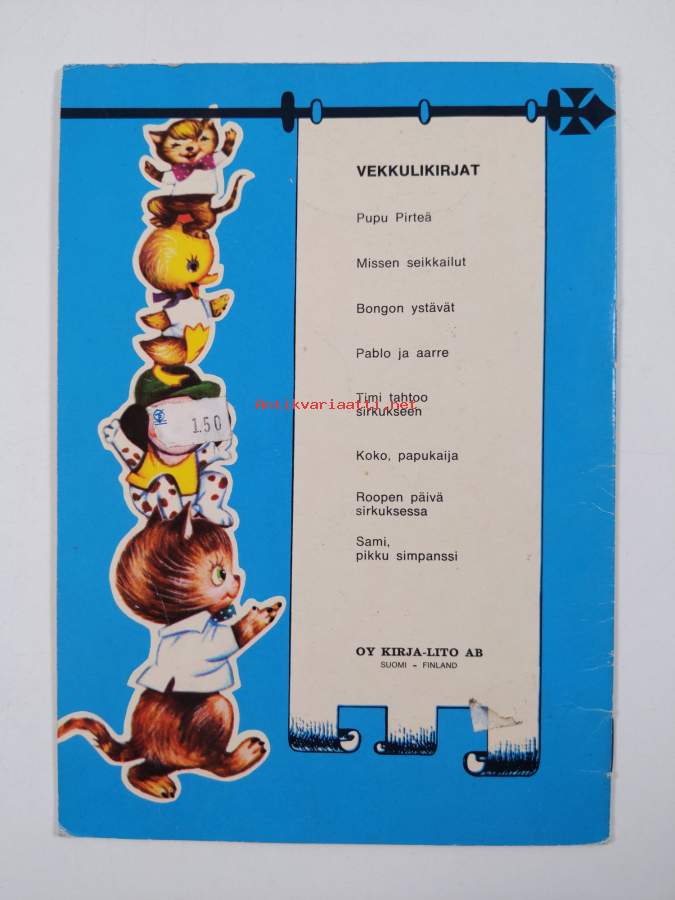 VEKKULIKIRJAT
Pupu Pirteä
Missen seikkailut
Bongon ystävät
Pablo ja aarre
Timi tahtoo
Antikvariaatti.net
sirkukseen
1.50
Koko, papukaija
Roopen päivä
sirkuksessa
Sami,
pikku simpanssi
OY KIRJA-LITO AB
SUOMI – FINLAND